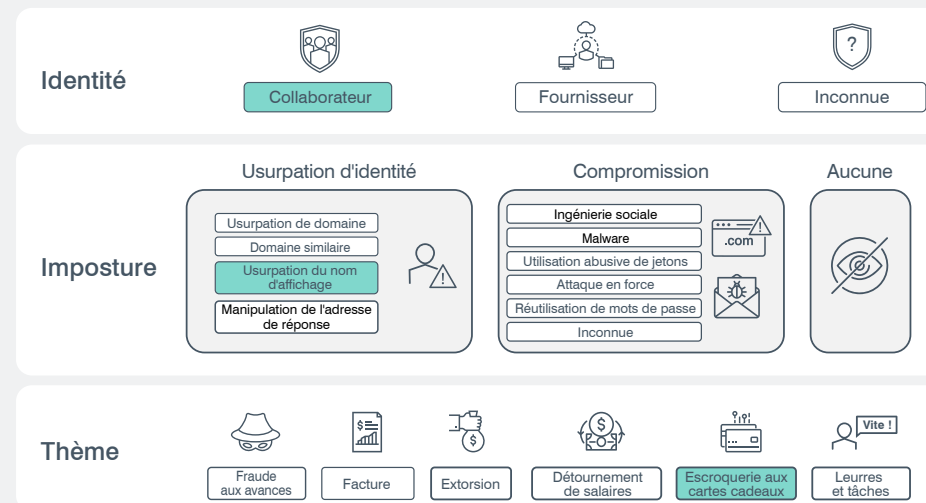 Identité
Collaborateur
Fournisseur
?
Inconnue
Imposture
Usurpation d'identité
Usurpation de domaine
Domaine similaire
Usurpation du nom
d'affichage
Manipulation de l'adresse
de réponse
Compromission
Ingénierie sociale
Malware
Utilisation abusive de jetons
Attaque en force
Réutilisation de mots de passe
Inconnue
.com
Aucune
Thème
Fraude
aux avances
$
Facture
$
Extorsion
$
Détournement
de salaires
Escroquerie aux
cartes cadeaux
Vite !
Leurres
et tâches